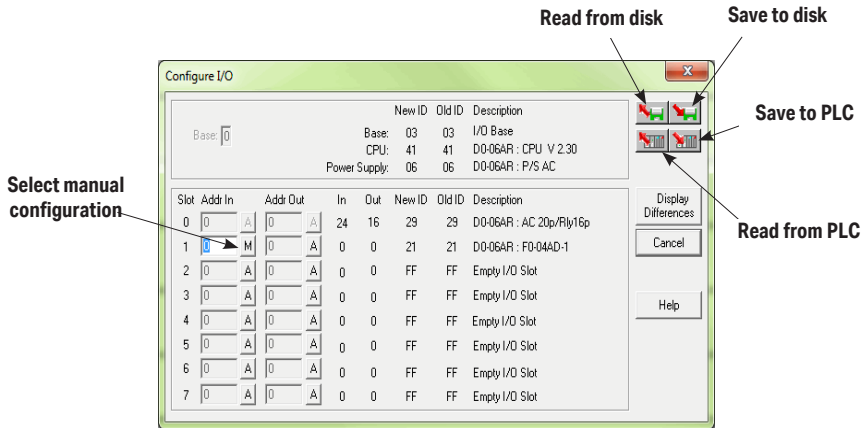 Read from disk
Save to disk
Configure I/O
x
New ID Old ID Description
Base: 0
Base: 03 03 I/O Base
CPU: 41 41 D0-06AR : CPU V 2.30
Power Supply: 06 06 D0-06AR : P/S AC
Save to PLC
Select manual
configuration
Slot Addr In Addr Out In Out New ID Old ID Description
0 0 A 0 A 24 16 29 29 D0-06AR : AC 20p/Rly16p
1 0 M 0 A 0 0 21 21 D0-06AR : F0-04AD-1
2 0 A 0 A 0 0 FF FF Empty I/O Slot
3 0 A 0 A 0 0 FF FF Empty I/O Slot
4 0 A 0 A 0 0 FF FF Empty I/O Slot
5 0 A 0 A 0 0 FF FF Empty I/O Slot
6 0 A 0 A 0 0 FF FF Empty I/O Slot
7 0 A 0 A 0 0 FF FF Empty I/O Slot
Display
Differences
Cancel
Help
Read from PLC